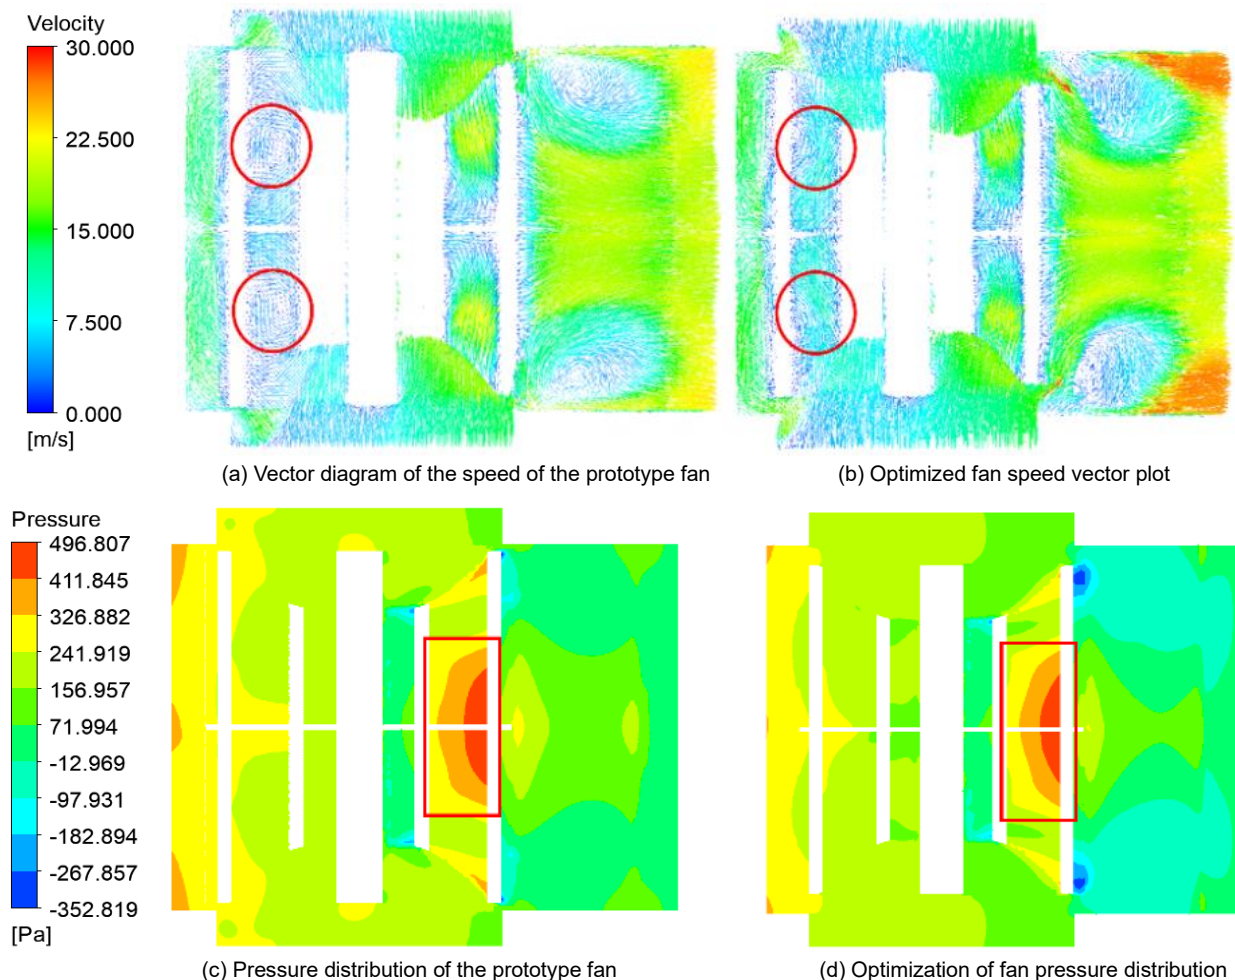 Velocity
30.000
22.500
15.000
7.500
0.000
[m/s]
(a) Vector diagram of the speed of the prototype fan
(b) Optimized fan speed vector plot
Pressure
496.807
411.845
326.882
241.919
156.957
71.994
-12.969
-97.931
-182.894
-267.857
-352.819
[Pa]
(c) Pressure distribution of the prototype fan
(d) Optimization of fan pressure distribution